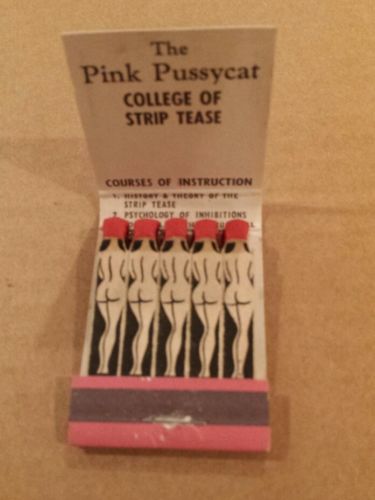 The
Pink Pussycat
COLLEGE OF
STRIP TEASE
COURSES OF INSTRUCTION
1. HISTORY & THEORY OF THE
STRIP TEASE
2. PSYCHOLOGY OF INHIBITIONS